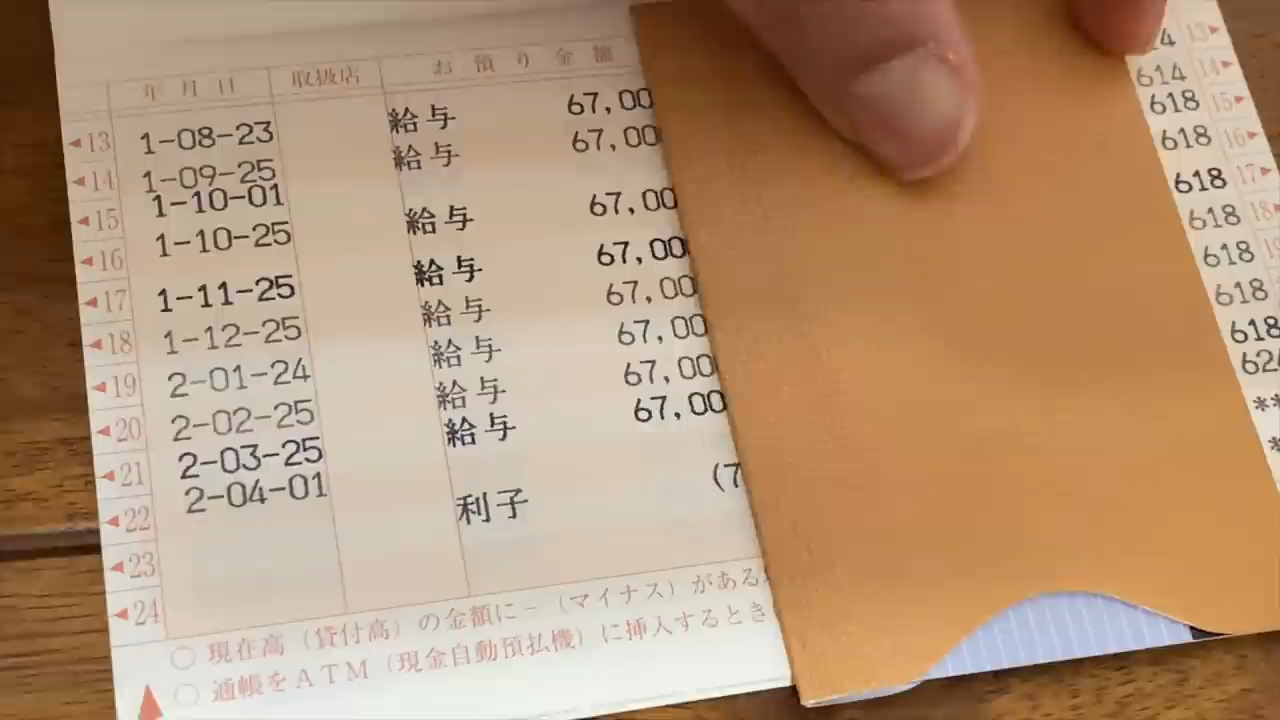 年月日 取扱店 お預り金額
◀13 1-08-23 給与 67,00 614 14▶
◀14 1-09-25 給与 67,00 618 15▶
1-10-01 618 16▶
◀15 1-10-25 給与 67,00 618 17▶
◀16 給与 67,00 618
◀17 1-11-25 給与 67,00 618
◀18 1-12-25 給与 67,00 618
◀19 2-01-24 給与 67,00 618
◀20 2-02-25 給与 67,00
◀21 2-03-25
◀22 2-04-01 利子 (7
◀23
◀24
○ 現在高(貸付高)の金額に-(マイナス)がある
○ 通帳をATM(現金自動預払機)に挿入するとき